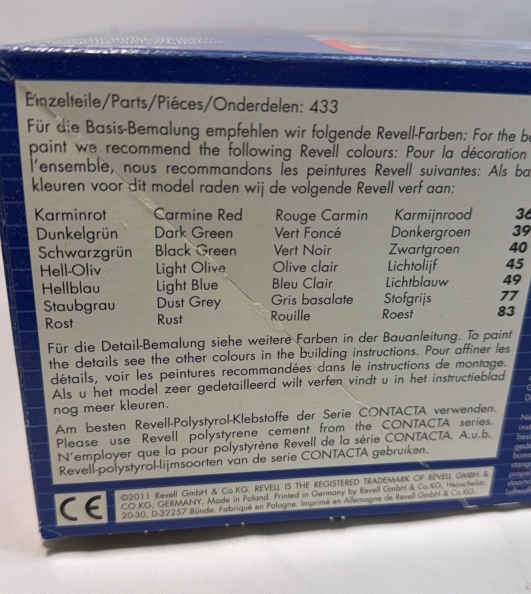 Einzelteile/Parts/Piéces/Onderdelen: 433
Für die Basis-Bemalung empfehlen wir folgende Revell-Farben: For the
paint we recommend the following Revell colours: Pour la décoration
l'ensemble, nous recommandons les peintures Revell suivantes: Als
kleuren voor dit model raden wij de volgende Revell verf aan:
Karminrot Carmine Red Rouge Carmin Karmijnrood 36
Dunkelgrün Dark Green Vert Foncé Donkergroen 39
Schwarzgrün Black Green Vert Noir Zwartgroen 40
Hell-Oliv Light Olive Olive clair Lichtolijf 45
Hellblau Light Blue Bleu Clair Lichtblauw 49
Staubgrau Dust Grey Gris basalate Stofgrijs 77
Rost Rust Rouille Roest 83
Für die Detail-Bemalung siehe weitere Farben in der Bauanleitung. To paint
the details see the other colours in the building instructions. Pour affiner les
détails, voir les peintures recommandées dans le instructions de montage.
Als u het model zeer gedetailleerd wilt verfen vindt u in het instructieblad
nog meer kleuren.
Am besten Revell-Polystyrol-Klebstoffe der Serie CONTACTA verwenden.
Please use Revell polystyrene cement from the CONTACTA series.
N'employer que la pour polystyrène Revell de la série CONTACTA. A.u.b.
Revell-polystyrol-lijmsoorten van de serie CONTACTA gebruiken.
CE
©2011 Revell GmbH & Co.KG. REVELL IS THE REGISTERED TRADEMARK OF REVELL GMBH &
CO.KG, GERMANY. Made in Poland. Printed in Germany by Revell GmbH & Co.KG, Henschelstr.
20-30, D-32257 Bünde. Fabriqué en Pologne. Imprimé en Allemagne de Revell GmbH & Co.KG.